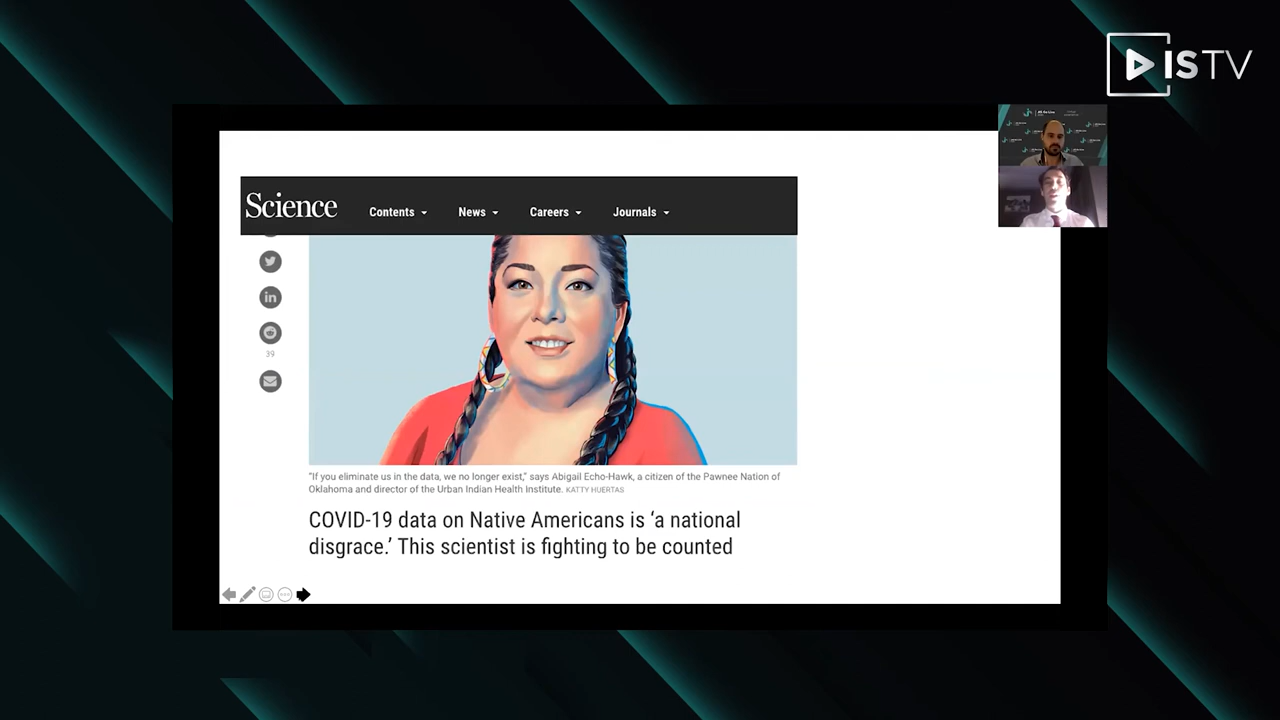 ISTV
Science
Contents
News
Careers
Journals
in
39
“If you eliminate us in the data, we no longer exist,” says Abigail Echo-Hawk, a citizen of the Pawnee Nation of
Oklahoma and director of the Urban Indian Health Institute. KATTY HUERTAS
COVID-19 data on Native Americans is ‘a national
disgrace.’ This scientist is fighting to be counted